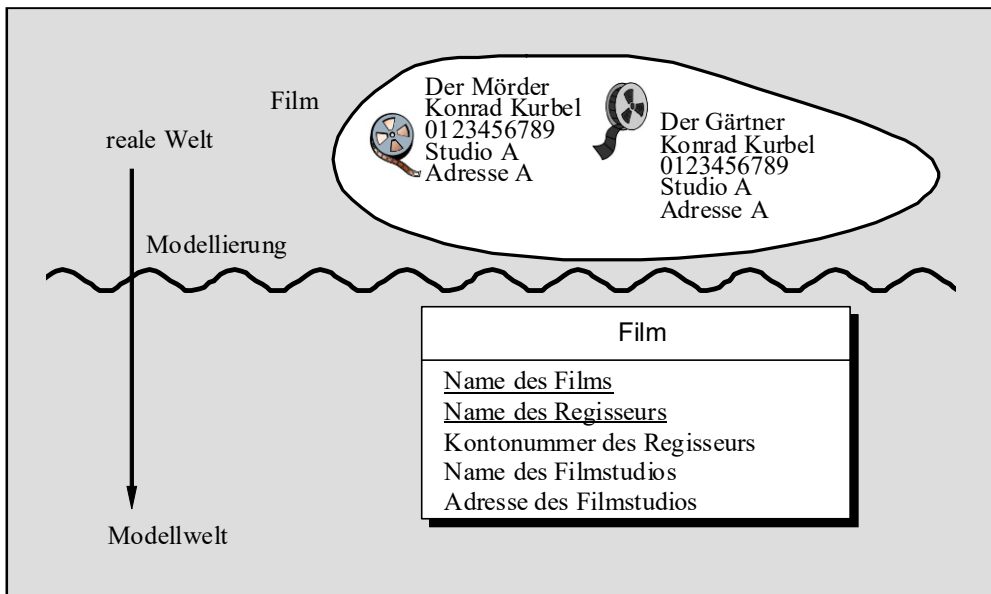 Film
reale Welt
Der Mörder
Konrad Kurbel
0123456789
Studio A
Adresse A
Der Gärtner
Konrad Kurbel
0123456789
Studio A
Adresse A
Modellierung
Film
Name des Films
Name des Regisseurs
Kontonummer des Regisseurs
Name des Filmstudios
Adresse des Filmstudios
Modellwelt